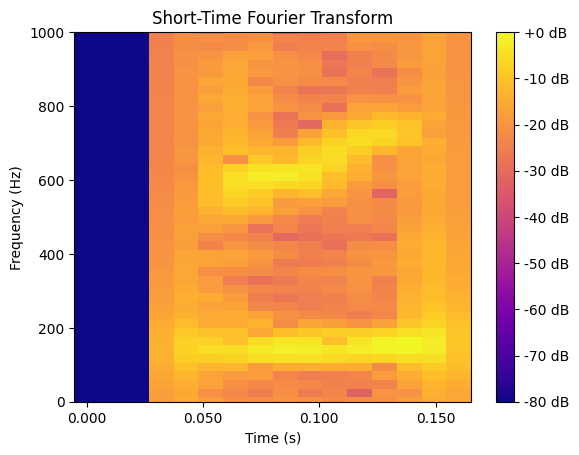 Short-Time Fourier Transform
Frequency (Hz)
1000
800
600
400
200
0
0.000 0.050 0.100 0.150
Time (s)
+0 dB
-10 dB
-20 dB
-30 dB
-40 dB
-50 dB
-60 dB
-70 dB
-80 dB